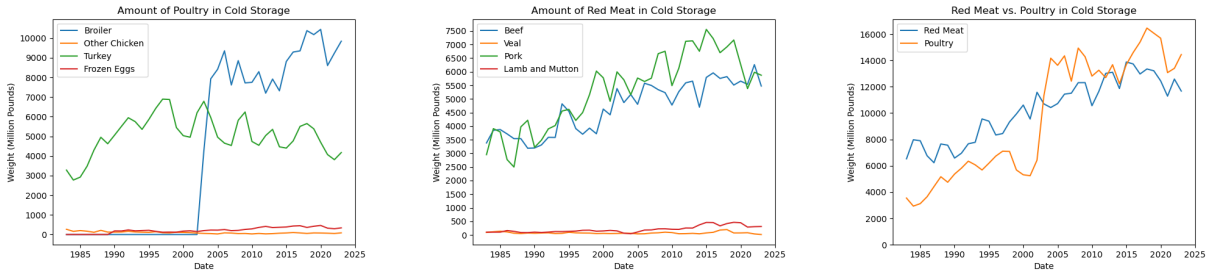 Amount of Poultry in Cold Storage
Broiler
Other Chicken
Turkey
Frozen Eggs
Weight (Million Pounds)
10000
9000
8000
7000
6000
5000
4000
3000
2000
1000
0
1985 1990 1995 2000 2005 2010 2015 2020 2025
Date
Amount of Red Meat in Cold Storage
Beef
Veal
Pork
Lamb and Mutton
Weight (Million Pounds)
7500
7000
6500
6000
5500
5000
4500
4000
3500
3000
2500
2000
1500
1000
500
0
1985 1990 1995 2000 2005 2010 2015 2020 2025
Date
Red Meat vs. Poultry in Cold Storage
Red Meat
Poultry
Weight (Million Pounds)
16000
14000
12000
10000
8000
6000
4000
2000
0
1985 1990 1995 2000 2005 2010 2015 2020 2025
Date